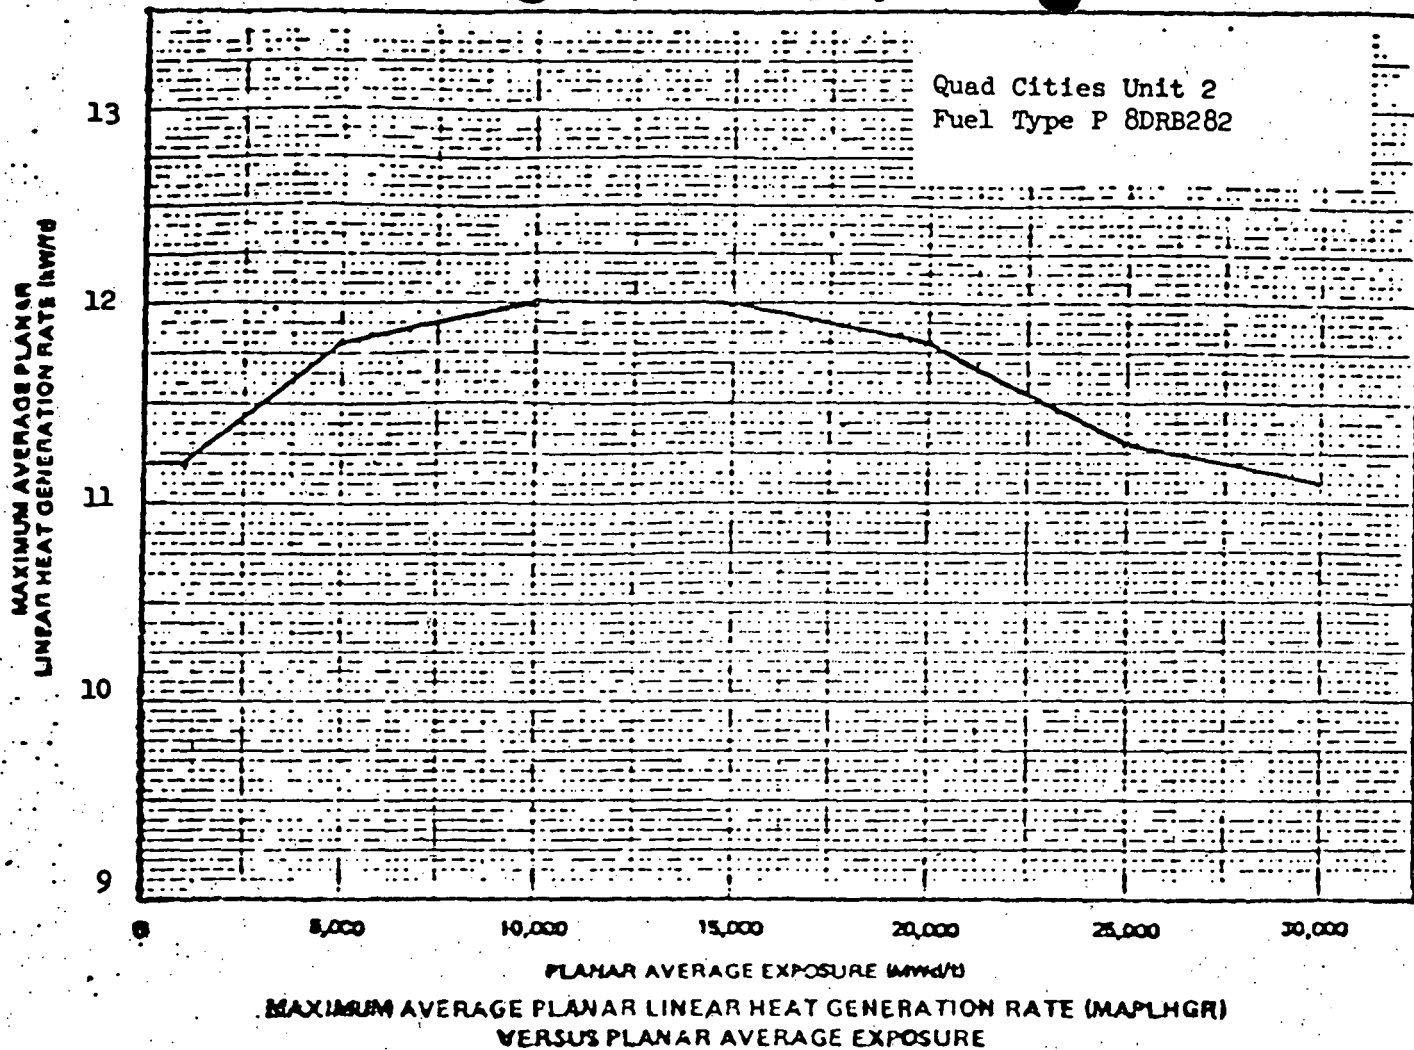 Quad Cities Unit 2
Fuel Type P 8DRB282
13
12
11
10
9
MAXIMUM AVERAGE PLANAR
LINEAR HEAT GENERATION RATE (kW/ft)
0 5,000 10,000 15,000 20,000 25,000 30,000
PLANAR AVERAGE EXPOSURE (MWd/t)
MAXIMUM AVERAGE PLANAR LINEAR HEAT GENERATION RATE (MAPLHGR)
VERSUS PLANAR AVERAGE EXPOSURE